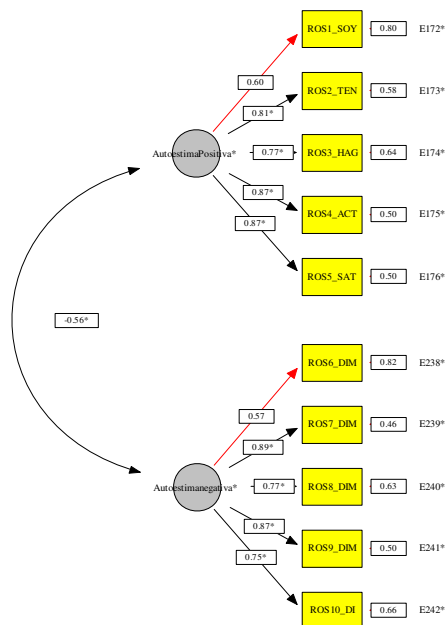 ROS1_SOY 0.80 E172*
0.60
ROS2_TEN 0.58 E173*
0.81*
AutoestimaPositiva* 0.77* ROS3_HAG 0.64 E174*
0.87*
ROS4_ACT 0.50 E175*
0.87*
ROS5_SAT 0.50 E176*
-0.56*
ROS6_DIM 0.82 E238*
0.57
ROS7_DIM 0.46 E239*
0.89*
Autoestimanegativa* 0.77* ROS8_DIM 0.63 E240*
0.87*
ROS9_DIM 0.50 E241*
0.75*
ROS10_DI 0.66 E242*